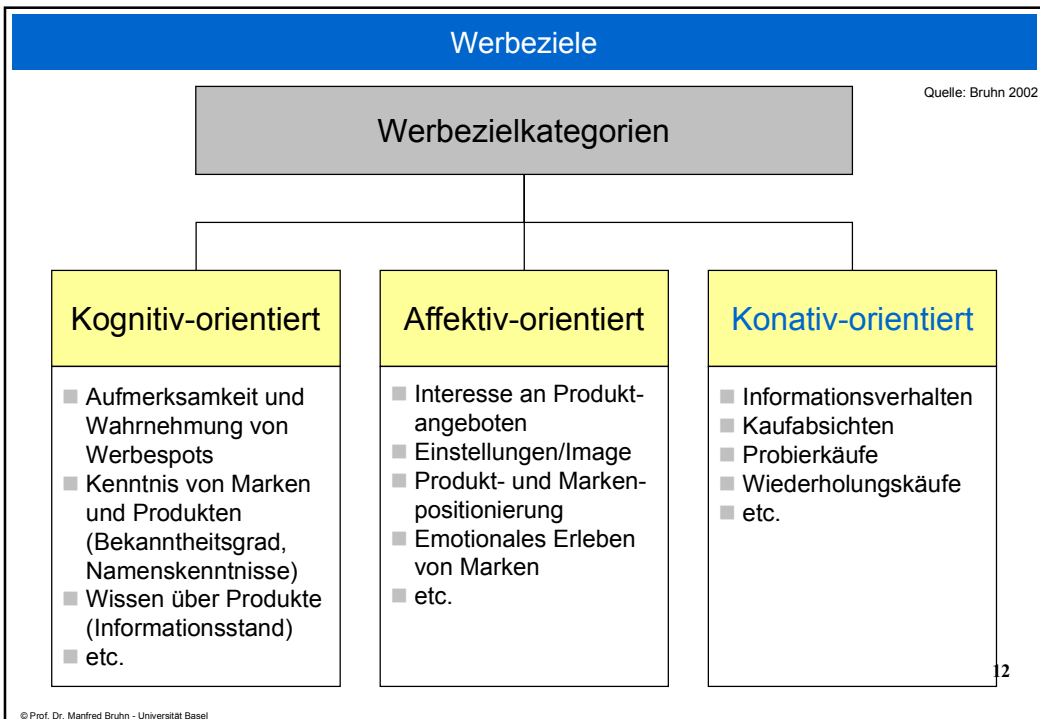 Werbeziele
Quelle: Bruhn 2002
Werbezielkategorien
Kognitiv-orientiert
Aufmerksamkeit und
Wahrnehmung von
Werbespots
Kenntnis von Marken
und Produkten
(Bekanntheitsgrad,
Namenskenntnisse)
Wissen über Produkte
(Informationsstand)
etc.
Affektiv-orientiert
Interesse an Produkt-
angeboten
Einstellungen/Image
Produkt- und Marken-
positionierung
Emotionales Erleben
von Marken
etc.
Konativ-orientiert
Informationsverhalten
Kaufabsichten
Probierkäufe
Wiederholungskäufe
etc.
12
© Prof. Dr. Manfred Bruhn - Universität Basel